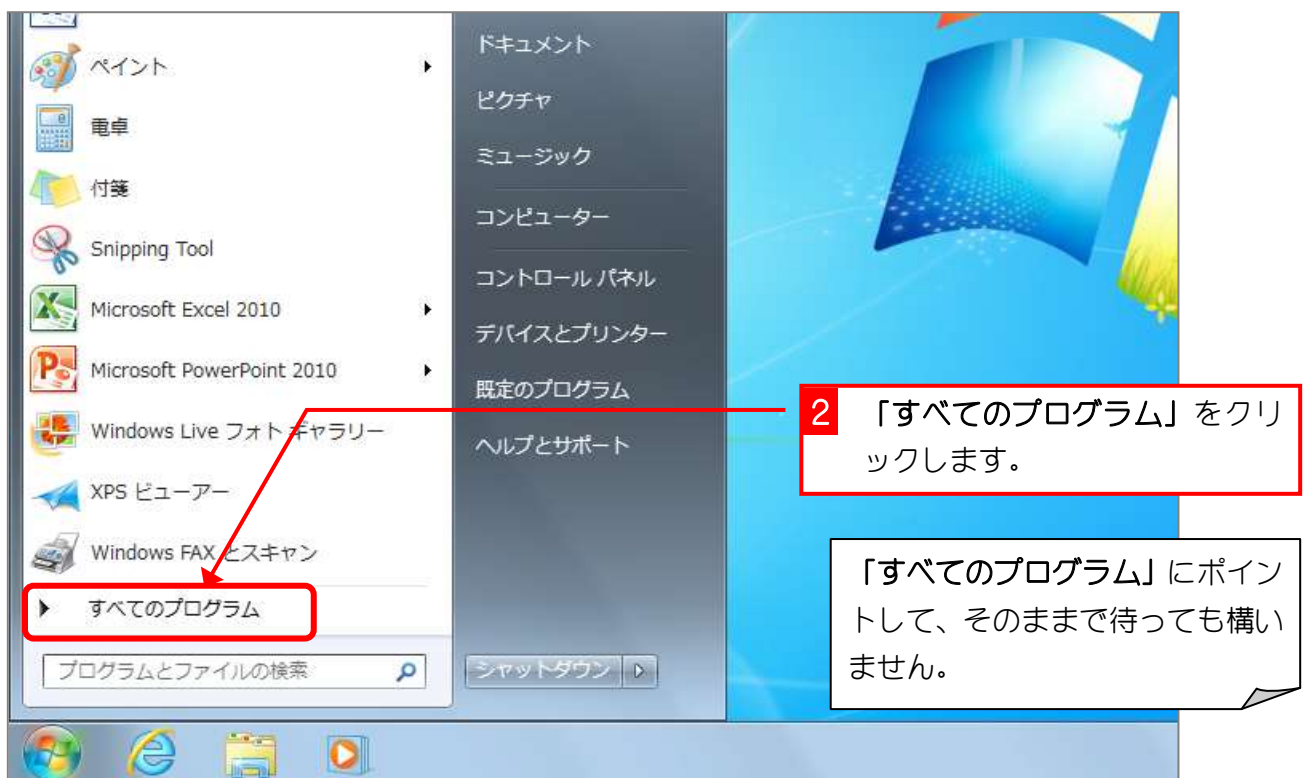 ペイント
電卓
付箋
Snipping Tool
Microsoft Excel 2010
Microsoft PowerPoint 2010
Windows Live フォト ギャラリー
XPS ビューアー
Windows FAX とスキャン
すべてのプログラム
プログラムとファイルの検索
ドキュメント
ピクチャ
ミュージック
コンピューター
コントロール パネル
デバイスとプリンター
既定のプログラム
ヘルプとサポート
シャットダウン
2 「すべてのプログラム」をクリ
ックします。
「すべてのプログラム」にポイン
トして、そのままで待っても構い
ません。